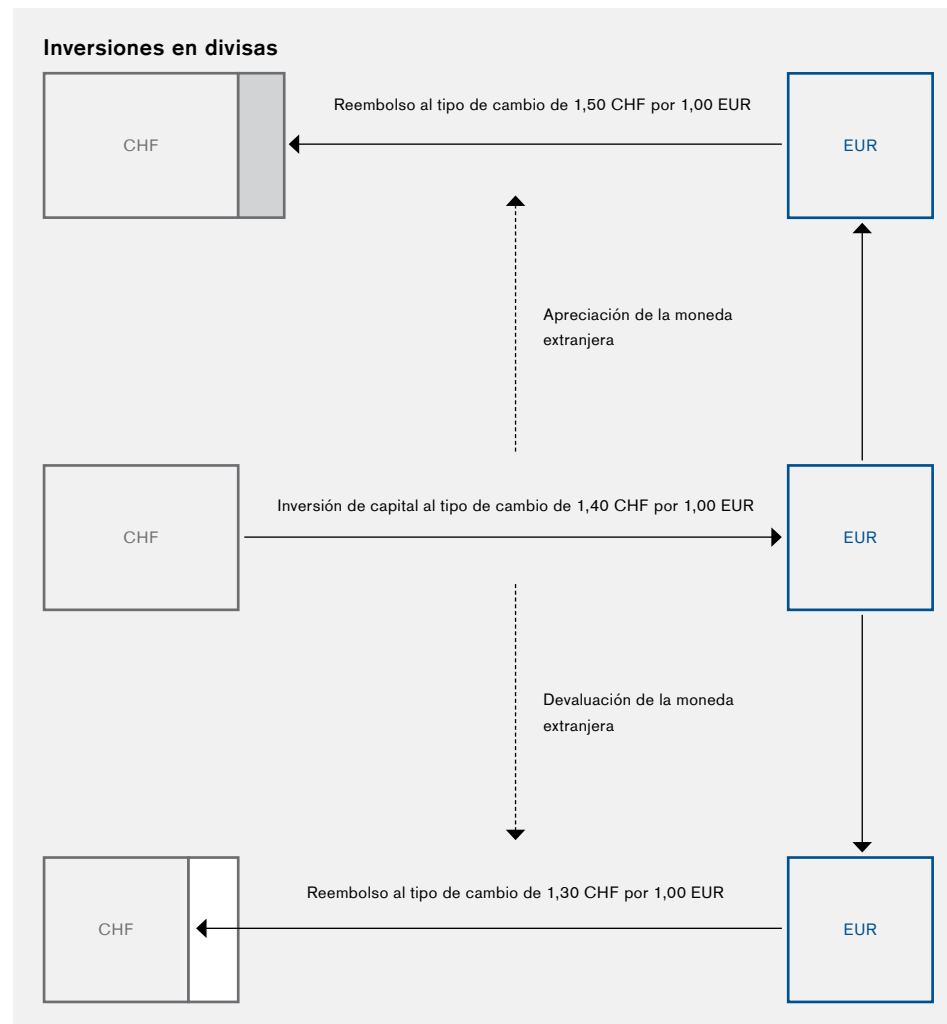 Inversiones en divisas
Reembolso al tipo de cambio de 1,50 CHF por 1,00 EUR
CHF
EUR
Apreciación de la moneda
extranjera
Inversión de capital al tipo de cambio de 1,40 CHF por 1,00 EUR
CHF
EUR
Devaluación de la moneda
extranjera
Reembolso al tipo de cambio de 1,30 CHF por 1,00 EUR
CHF
EUR